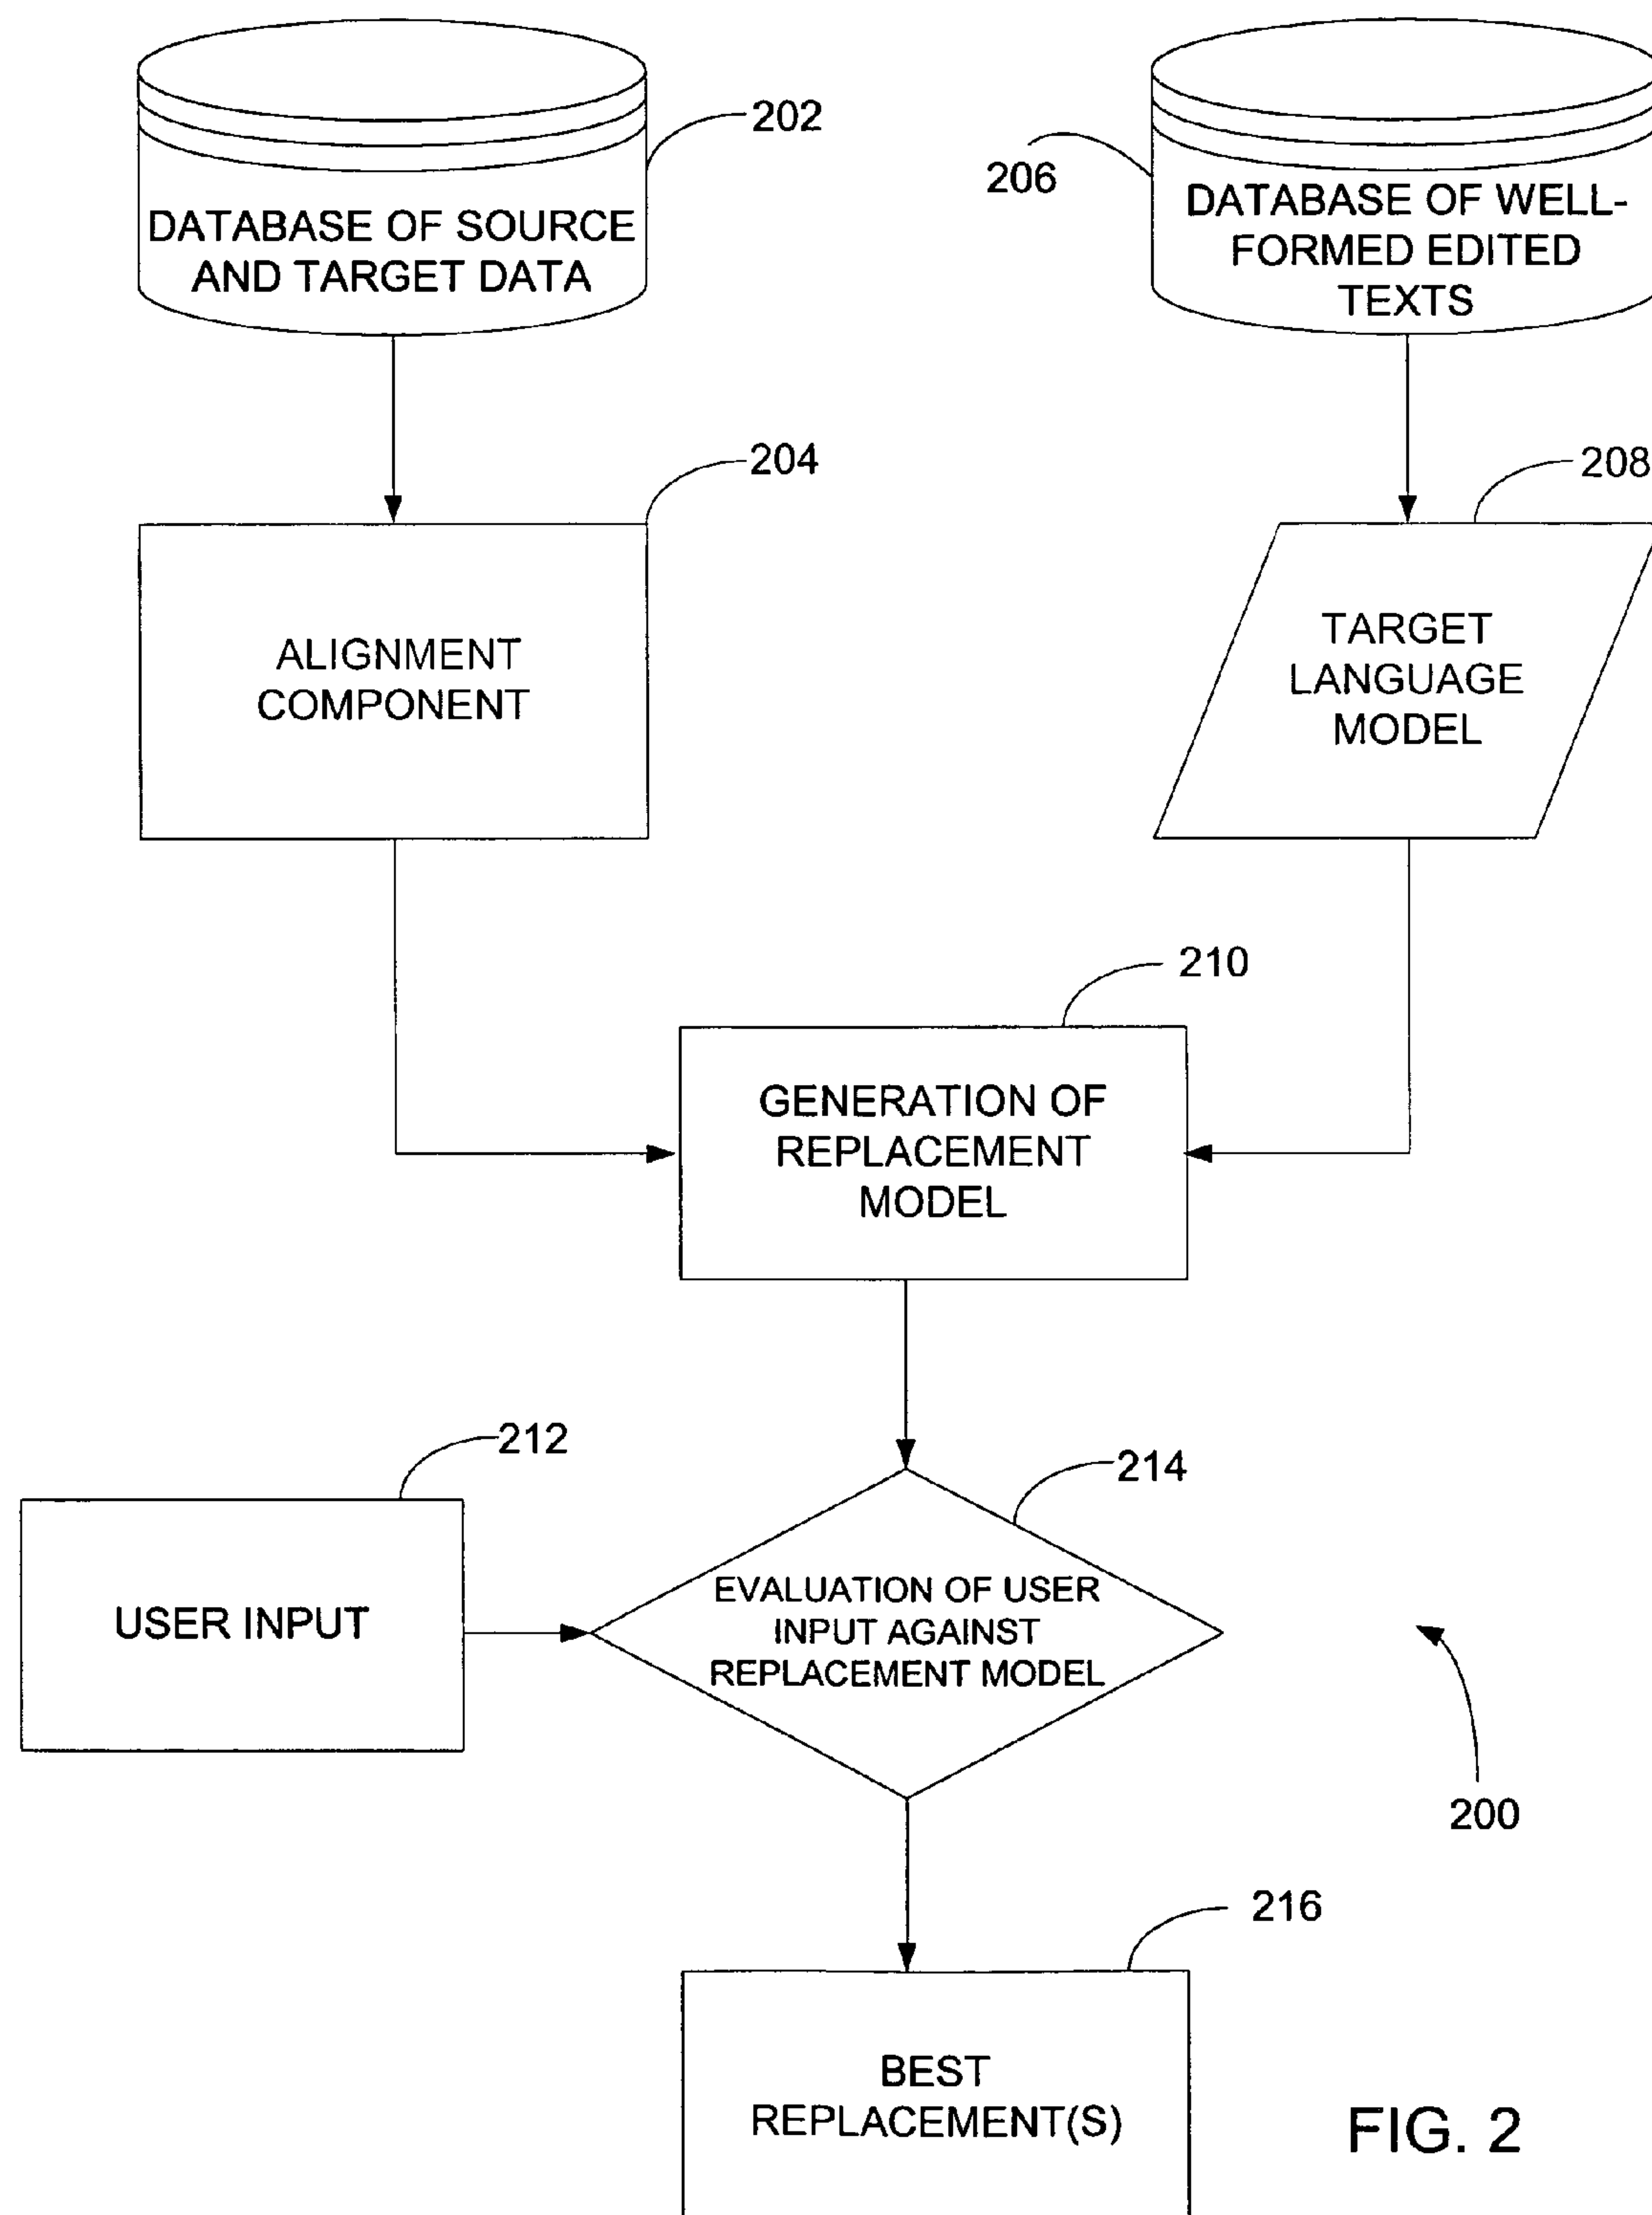 202
DATABASE OF SOURCE
AND TARGET DATA
206
DATABASE OF WELL-
FORMED EDITED
TEXTS
204
ALIGNMENT
COMPONENT
208
TARGET
LANGUAGE
MODEL
210
GENERATION OF
REPLACEMENT
MODEL
212
USER INPUT
214
EVALUATION OF USER
INPUT AGAINST
REPLACEMENT MODEL
200
216
BEST
REPLACEMENT(S)
FIG. 2